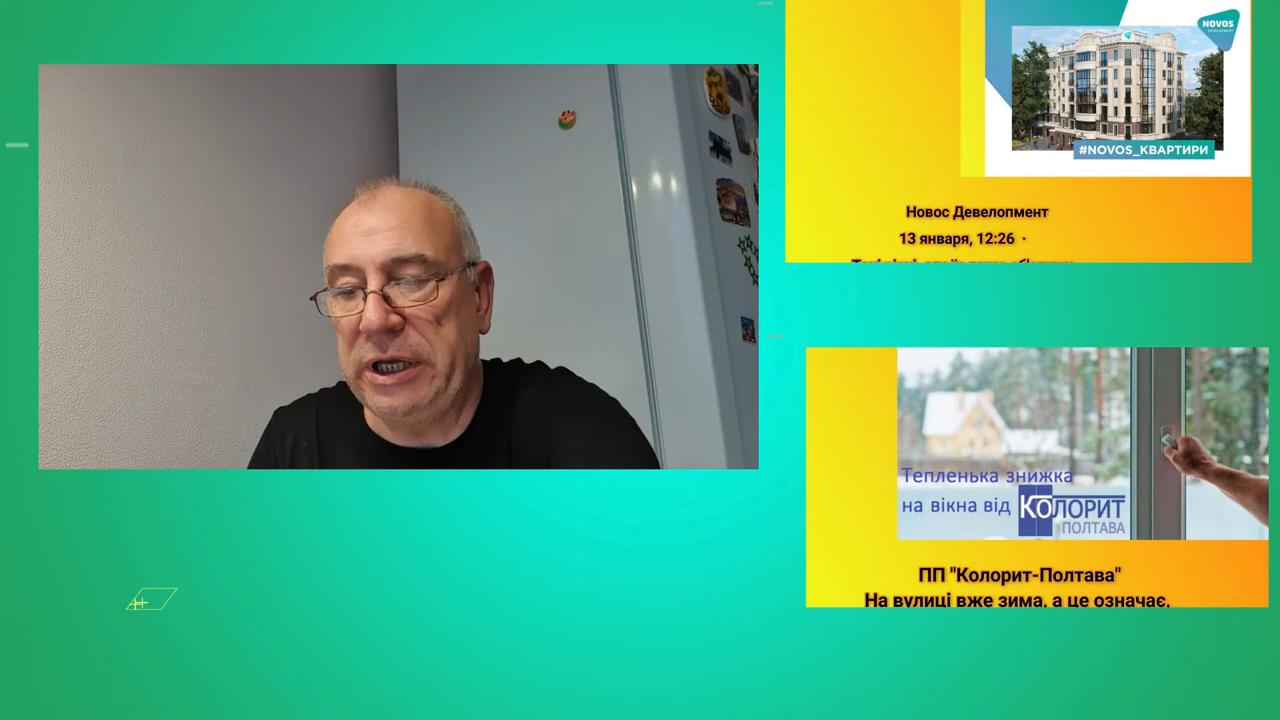 NOVOS
DEVELOPMENT
#NOVOS_КВАРТИРИ
Новос Девелопмент
13 января, 12:26 ·
Тепленька знижка
на вікна від КОЛОРИТ
ПОЛТАВА
ПП "Колорит-Полтава"
На вулиці вже зима, а це означає,